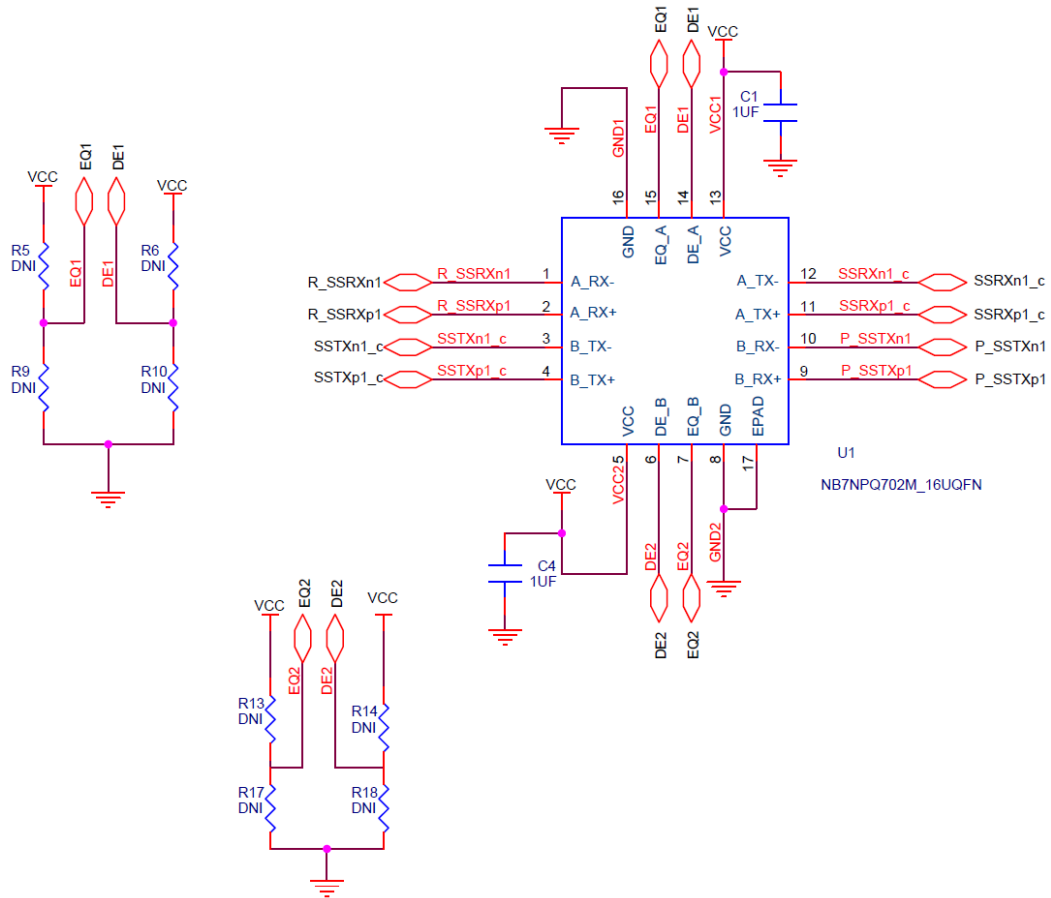 EQ1
DE1
VCC
C1
1UF
GND1
EQ1
DE1
VCC1
16
15
14
13
GND
EQ_A
DE_A
VCC
VCC
EQ1
DE1
VCC
R5
DNI
R6
DNI
EQ1
DE1
R9
DNI
R10
DNI
R_SSRXn1
R_SSRXn1
1
A_RX-
A_TX-
12
SSRXn1_c
SSRXn1_c
R_SSRXp1
R_SSRXp1
2
A_RX+
A_TX+
11
SSRXp1_c
SSRXp1_c
SSTXn1_c
SSTXn1_c
3
B_TX-
B_RX-
10
P_SSTXn1
P_SSTXn1
SSTXp1_c
SSTXp1_c
4
B_TX+
B_RX+
9
P_SSTXp1
P_SSTXp1
VCC
DE_B
EQ_B
GND
EPAD
5
6
7
8
17
U1
NB7NPQ702M_16UQFN
VCC
VCC2
C4
1UF
DE2
EQ2
GND2
DE2
EQ2
VCC
EQ2
DE2
VCC
EQ2
DE2
R13
DNI
R14
DNI
R17
DNI
R18
DNI